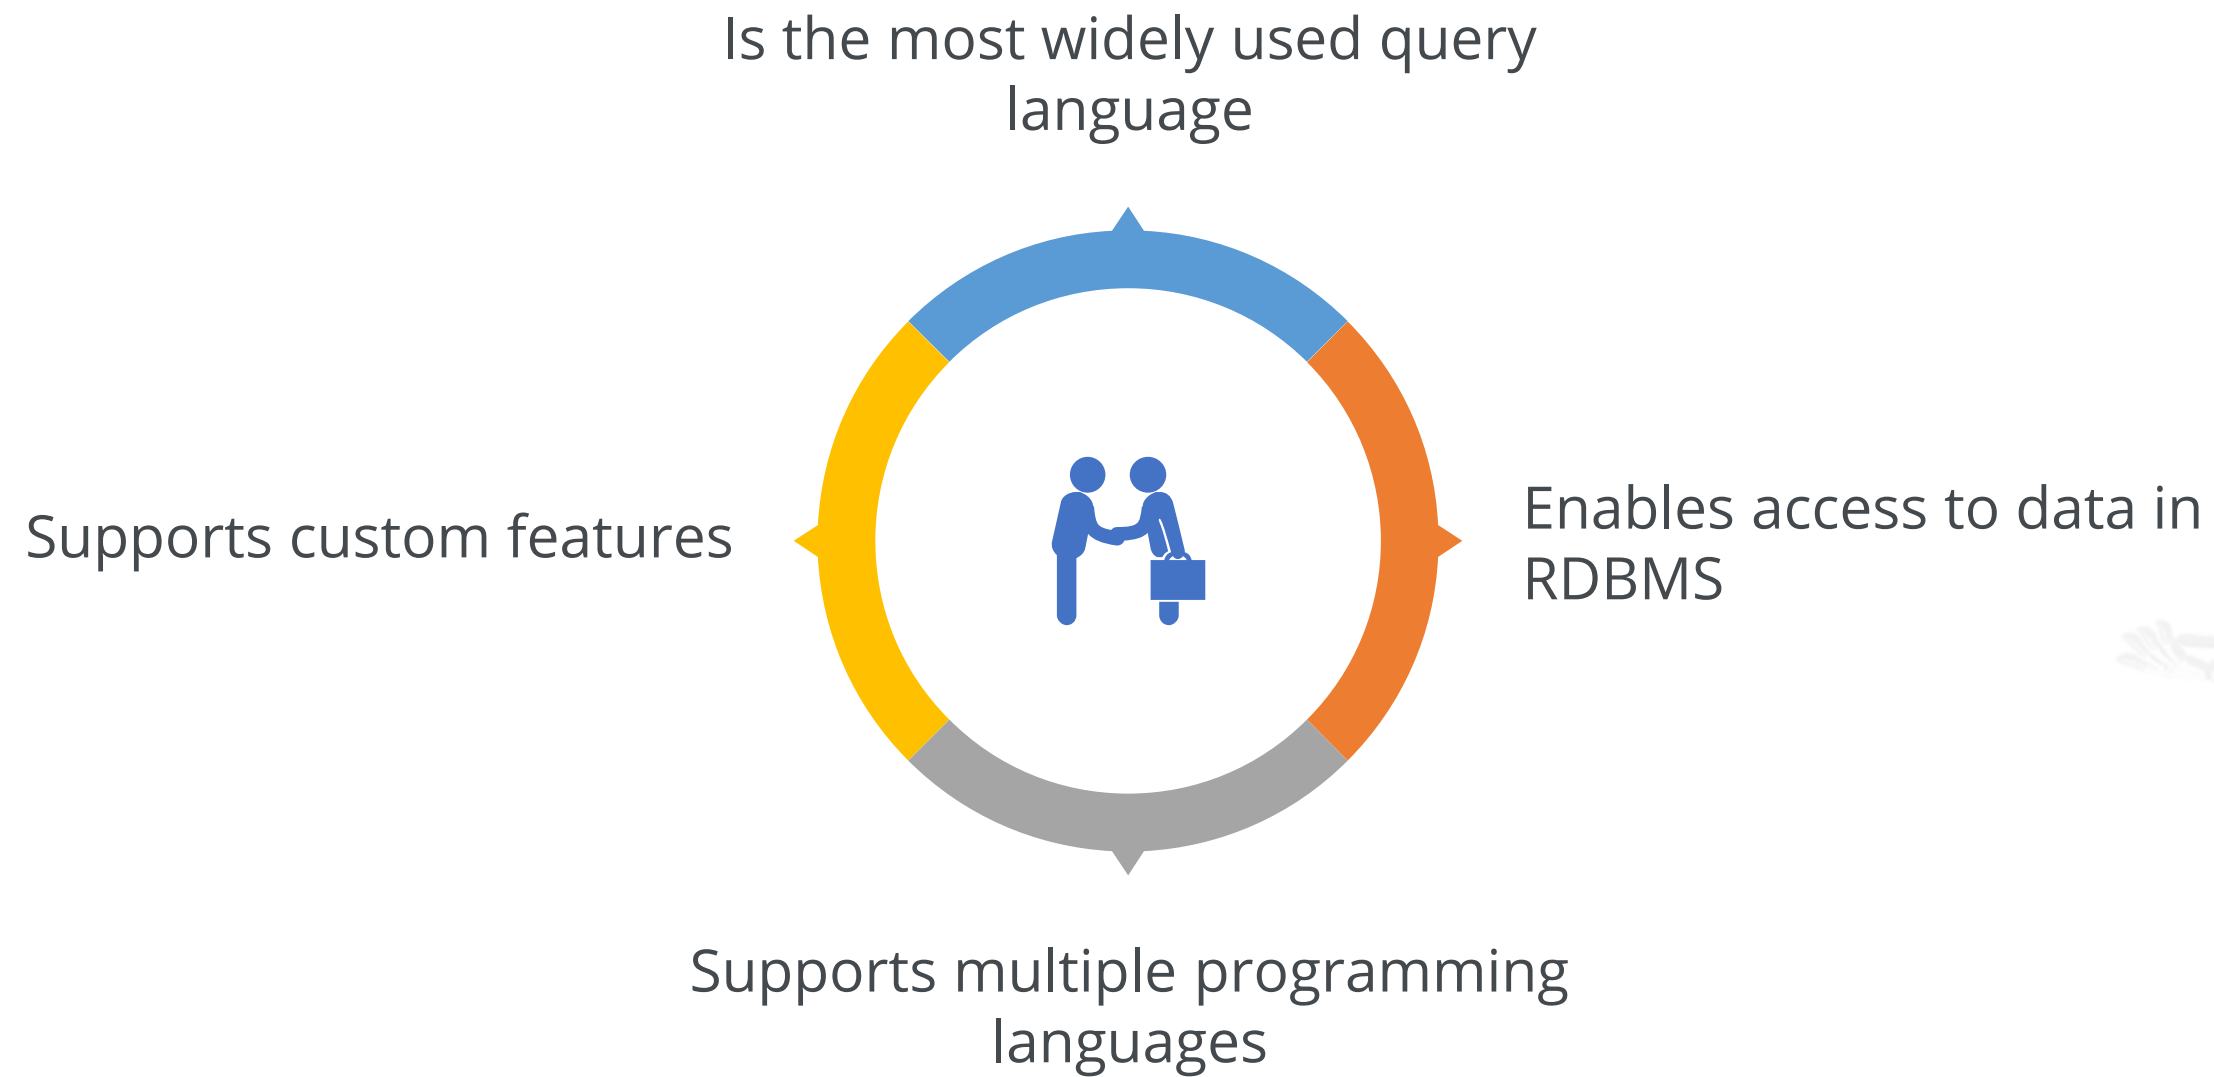 Is the most widely used query
language
Supports custom features
Enables access to data in
RDBMS
Supports multiple programming
languages